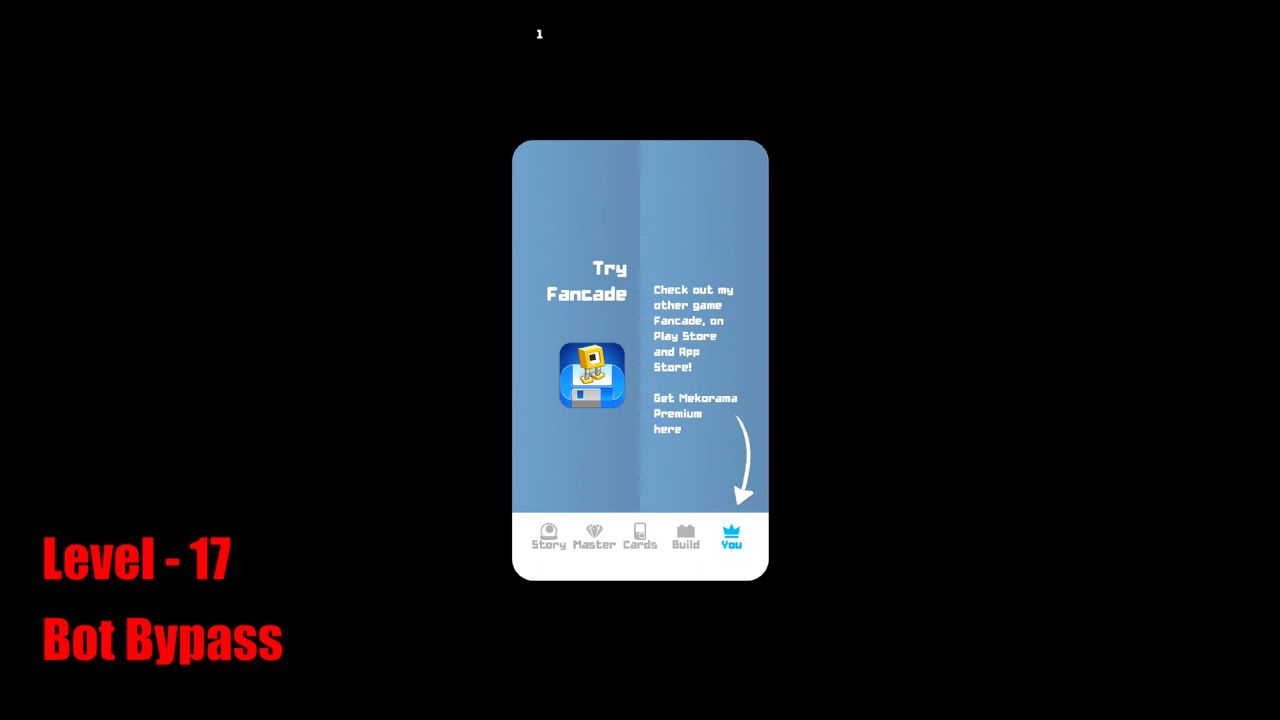 1
Try
Fancade
Check out my
other game
Fancade, on
Play Store
and App
Store!
Get Mekorama
Premium
here
Story Master Cards Build You
Level - 17
Bot Bypass